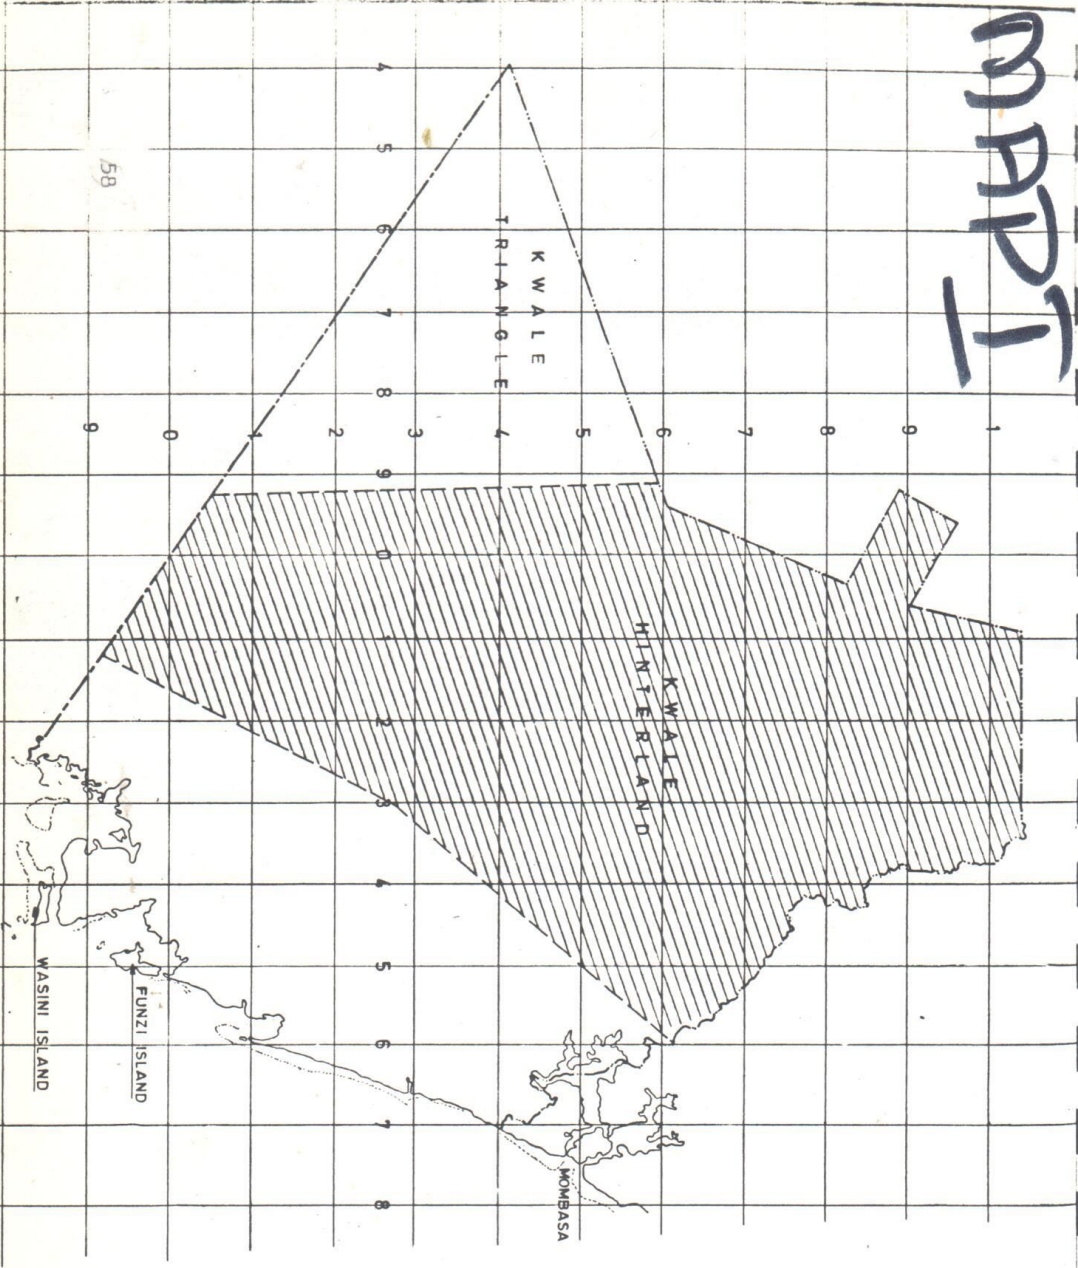 MAP I
1
9
8
7
6
KWALE
HINTERLAND
5
KWALE
TRIANGLE
4
MOMBASA
3
4 5 6 7 8 9 0 1 2 3 4 5 6 7 8
2
1
0
FUNZI ISLAND
58
9
WASINI ISLAND